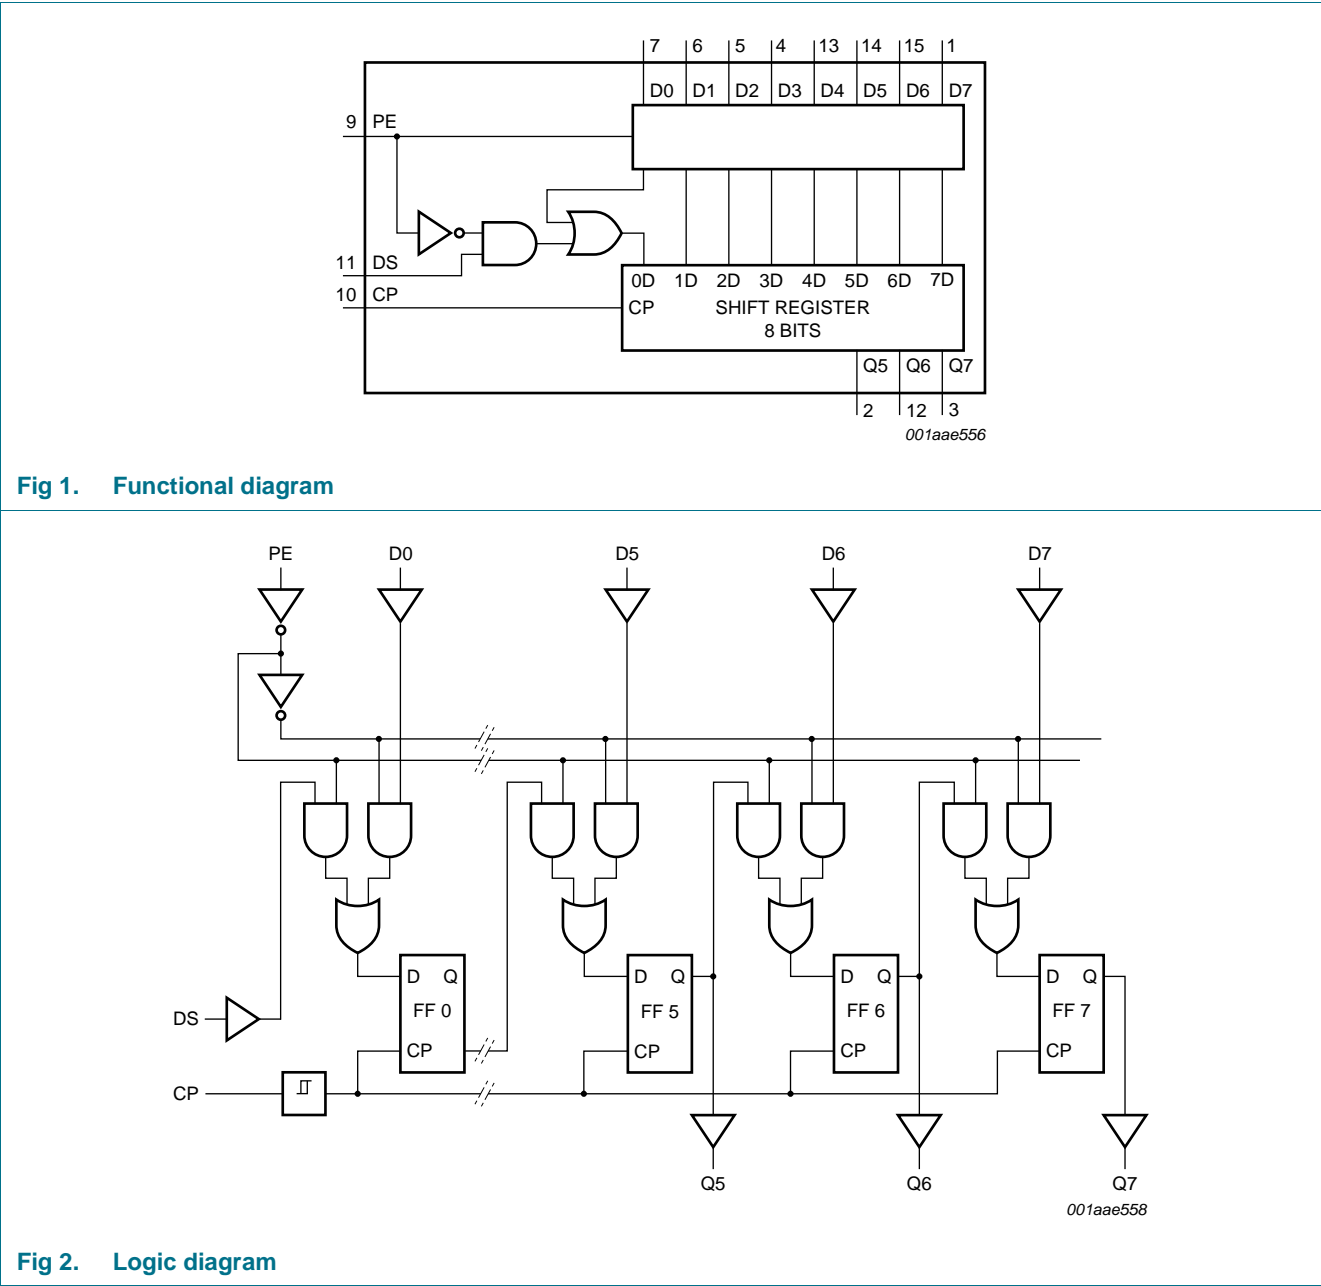 7 6 5 4 13 14 15 1
D0 D1 D2 D3 D4 D5 D6 D7
9 PE
11 DS
10 CP
0D 1D 2D 3D 4D 5D 6D 7D
CP SHIFT REGISTER
8 BITS
Q5 Q6 Q7
2 12 3
001aae556
Fig 1. Functional diagram
PE D0 D5 D6 D7
D Q D Q D Q D Q
FF 0 FF 5 FF 6 FF 7
DS
CP CP CP CP
CP
Q5 Q6 Q7
001aae558
Fig 2. Logic diagram